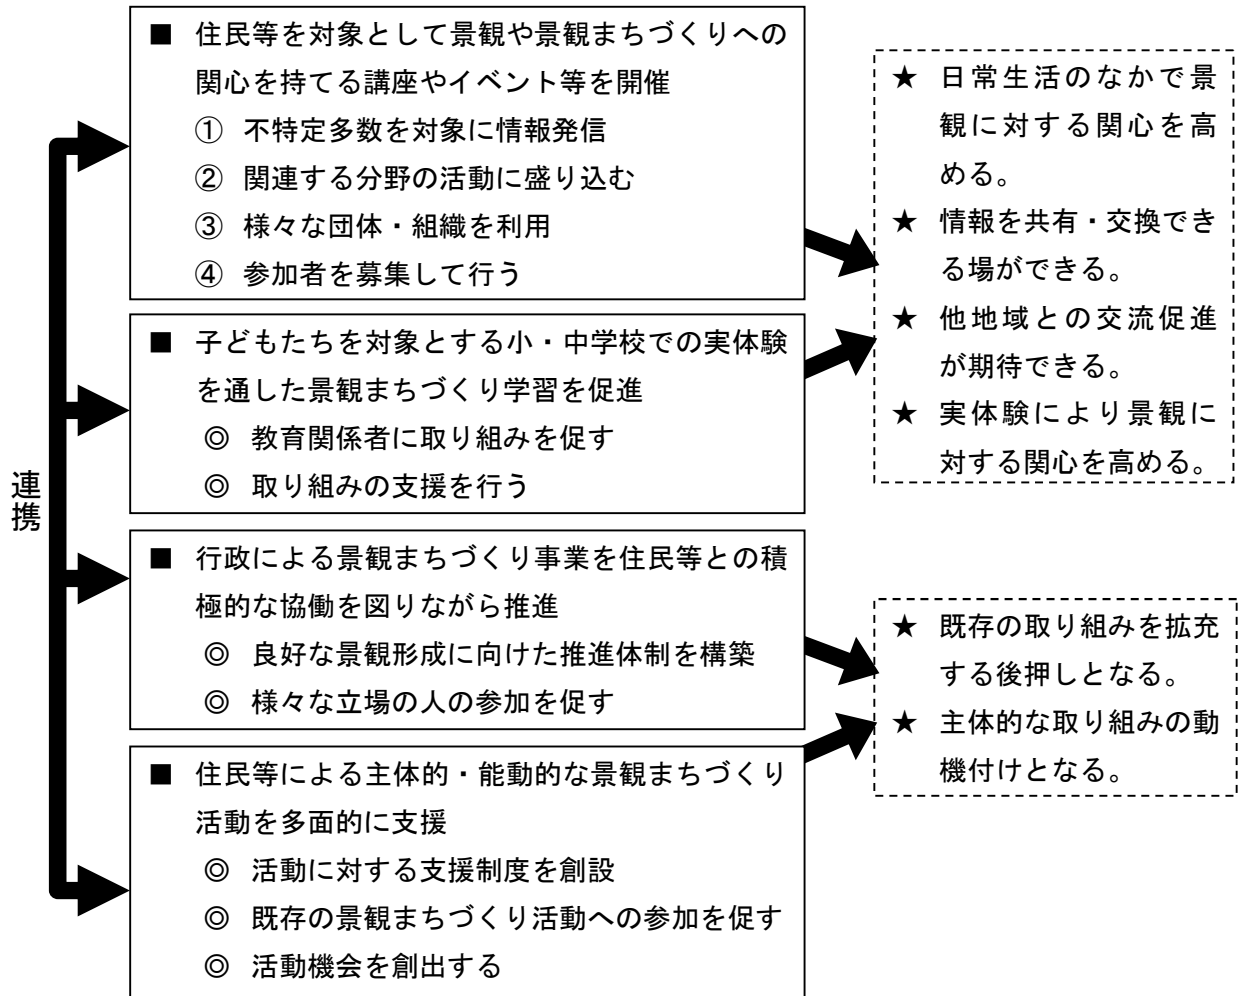 連携
■ 住民等を対象として景観や景観まちづくりへの
関心を持てる講座やイベント等を開催
① 不特定多数を対象に情報発信
② 関連する分野の活動に盛り込む
③ 様々な団体・組織を利用
④ 参加者を募集して行う
■ 子どもたちを対象とする小・中学校での実体験
を通した景観まちづくり学習を促進
◎ 教育関係者に取り組みを促す
◎ 取り組みの支援を行う
■ 行政による景観まちづくり事業を住民等との積
極的な協働を図りながら推進
◎ 良好な景観形成に向けた推進体制を構築
◎ 様々な立場の人の参加を促す
■ 住民等による主体的・能動的な景観まちづくり
活動を多面的に支援
◎ 活動に対する支援制度を創設
◎ 既存の景観まちづくり活動への参加を促す
◎ 活動機会を創出する
★ 日常生活のなかで景
観に対する関心を高
める。
★ 情報を共有・交換でき
る場ができる。
★ 他地域との交流促進
が期待できる。
★ 実体験により景観に
対する関心を高める。
★ 既存の取り組みを拡充
する後押しとなる。
★ 主体的な取り組みの動
機付けとなる。